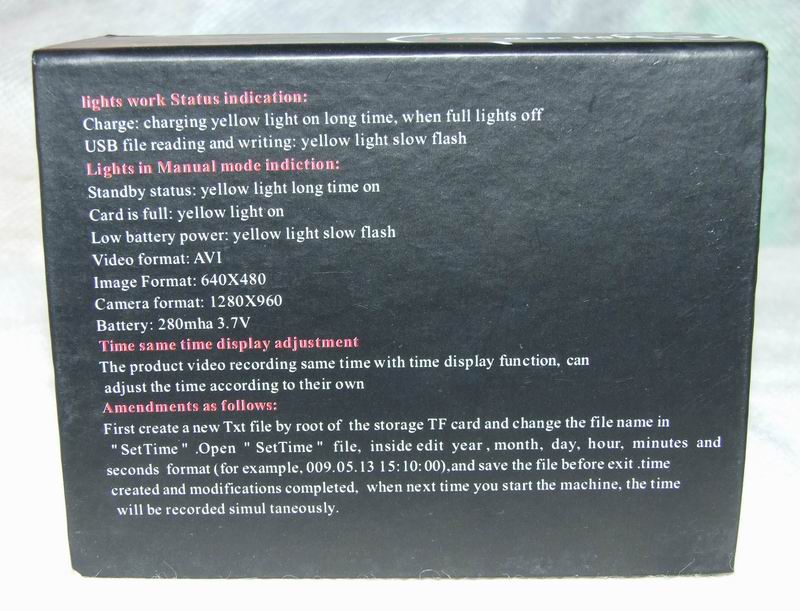 lights work Status indication:
Charge: charging yellow light on long time, when full lights off
USB file reading and writing: yellow light slow flash
Lights in Manual mode indiction:
Standby status: yellow light long time on
Card is full: yellow light on
Low battery power: yellow light slow flash
Video format: AVI
Image Format: 640X480
Camera format: 1280X960
Battery: 280mha 3.7V
Time same time display adjustment
The product video recording same time with time display function, can
adjust the time according to their own
Amendments as follows:
First create a new Txt file by root of the storage TF card and change the file name in
"SetTime" .Open "SetTime" file, inside edit year, month, day, hour, minutes and
seconds format (for example, 009.05.13 15:10:00),and save the file before exit .time
created and modifications completed, when next time you start the machine, the time
will be recorded simul taneously.